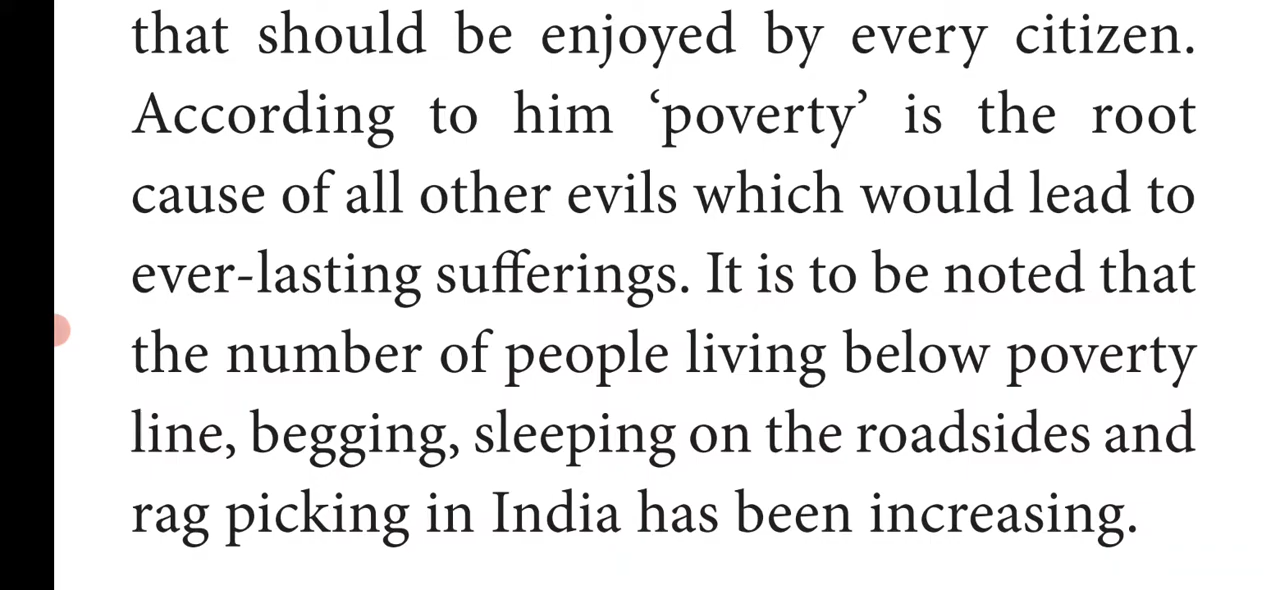 that should be enjoyed by every citizen.
According to him ‘poverty’ is the root
cause of all other evils which would lead to
ever-lasting sufferings. It is to be noted that
the number of people living below poverty
line, begging, sleeping on the roadsides and
rag picking in India has been increasing.